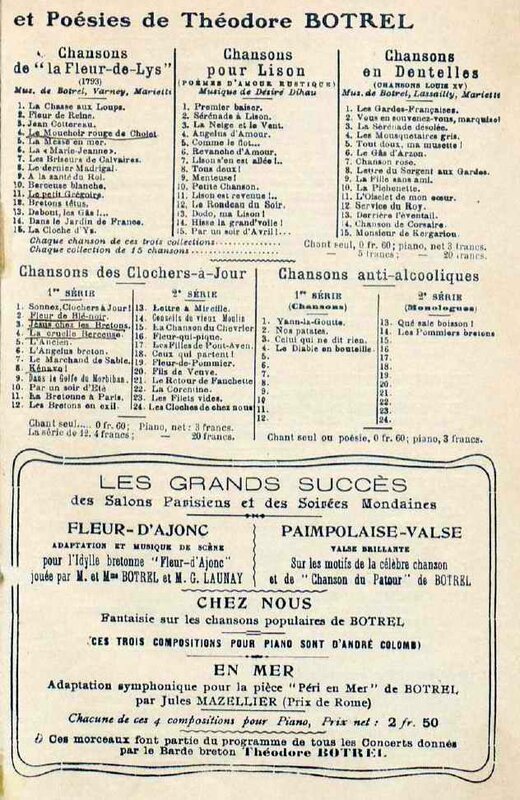 et Poésies de Théodore BOTREL
Chansons
de "la Fleur-de-Lys"
(1793)
Mus. de Botrel, Varney, Marietti
1. La Chasse aux Loups.
2. Fleur de Reine.
3. Jean Cottereau.
4. Le Mouchoir rouge de Cholet
5. La Messe en mer.
6. La «Marie-Jeanne».
7. Les Briseurs de Calvaires.
8. Le dernier Madrigal.
9. A la santé du Roi.
10. Berceuse blanche.
11. Le petit Grégoire.
12. Bretons têtus.
13. Debout, les Gâs !...
14. Dans le Jardin de France.
15. La Cloche d'Ys.
Chansons
pour Lison
(POÈMES D'AMOUR RUSTIQUE)
Musique de Désiré Dihau
1. Premier baiser.
2. Sérénade à Lison.
3. La Neige et le Vent.
4. Angelus d'Amour.
5. Comme le flot...
6. Revanche d'Amour.
7. Lison s'en est allée !..
8. Tous deux !
9. Menteuse !
10. Petite Chanson.
11. Lison est revenue !..
12. Le Rondeau du Soir.
13. Dodo, ma Lison !
14. Hisse la grand'voile !
15. Par un soir d'Avril !...
Chansons
en Dentelles
(CHANSONS LOUIS XV)
Mus. de Botrel, Lassailly, Marietti
1. Les Gardes-Françaises.
2. Vous en souvenez-vous, marquise!
3. La Sérénade désolée.
4. Les Mousquetaires gris.
5. Tout doux, ma musette !
6. Le Gâs d'Arzon.
7. Chanson rose.
8. Lettre du Sergent aux Gardes.
9. La Fille sans ami.
10. La Pichenette.
11. L'Oiselet de mon cœur.
12. Service du Roy.
13. Derrière l'éventail.
14. Chanson de Corsaire.
15. Monsieur de Kergariou.
Chaque chanson de ces trois collections............ Chant seul, 0 fr. 60; piano, net 3 francs.
Chaque collection de 15 chansons............ — 5 francs ; — 20 francs.
Chansons des Clochers-à-Jour
1re SÉRIE
1. Sonnez, Clochers à Jour!
2. Fleur de Blé-noir.
3. Jésus chez les Bretons.
4. La cruelle Berceuse.
5. L'Ancien.
6. L'Angelus breton.
7. Le Marchand de Sable.
8. Kénavo!
9. Dans le Golfe du Morbihan.
10. Par un soir d'Été
11. La Bretonne à Paris.
12. Les Bretons en exil.
2e SÉRIE
13. Lettre à Mireille.
14. Conseils du vieux Moulin
15. La Chanson du Chevrier
16. Fleur-qui-pique.
17. Les Filles de Pont-Aven.
18. Ceux qui partent !
19. Fleur-de-Pommier.
20. Fils de Veuve.
21. Le Retour de Fanchette
22. La Corentine.
23. Les Filets vides.
24. Les Cloches de chez nous
Chant seul.... 0 fr. 60; Piano, net: 3 francs.
La série de 12. 4 francs; — 20 francs.
Chansons anti-alcooliques
1re SÉRIE
(Chansons)
1. Yann-la-Goutte.
2. Nos patates.
3. Celui qui ne dit rien.
4. Le Diable en bouteille
5.
6.
7.
8.
9.
10.
11.
12.
2e SÉRIE
(Monologues)
13. Qué sale boisson !
14. Les Pommiers bretons
15.
16.
17.
18.
19.
20.
21.
22.
23.
24.
Chant seul ou poésie, 0 fr. 60; piano, 3 francs.
LES GRANDS SUCCÈS
des Salons Parisiens et des Soirées Mondaines
FLEUR-D'AJONC
ADAPTATION ET MUSIQUE DE SCÈNE
pour l'Idylle bretonne "Fleur-d'Ajonc"
jouée par M. et Mme BOTREL et M. G. LAUNAY
PAIMPOLAISE-VALSE
VALSE BRILLANTE
Sur les motifs de la célèbre chanson
et de "Chanson du Patour" de BOTREL
CHEZ NOUS
Fantaisie sur les chansons populaires de BOTREL
(CES TROIS COMPOSITIONS POUR PIANO SONT D'ANDRÉ COLOMB)
EN MER
Adaptation symphonique pour la pièce "Péri en Mer" de BOTREL
par Jules MAZELLIER (Prix de Rome)
Chacune de ces 4 compositions pour Piano, Prix net : 2 fr. 50
Ces morceaux font partie du programme de tous les Concerts donnés
par le Barde breton Théodore BOTREL